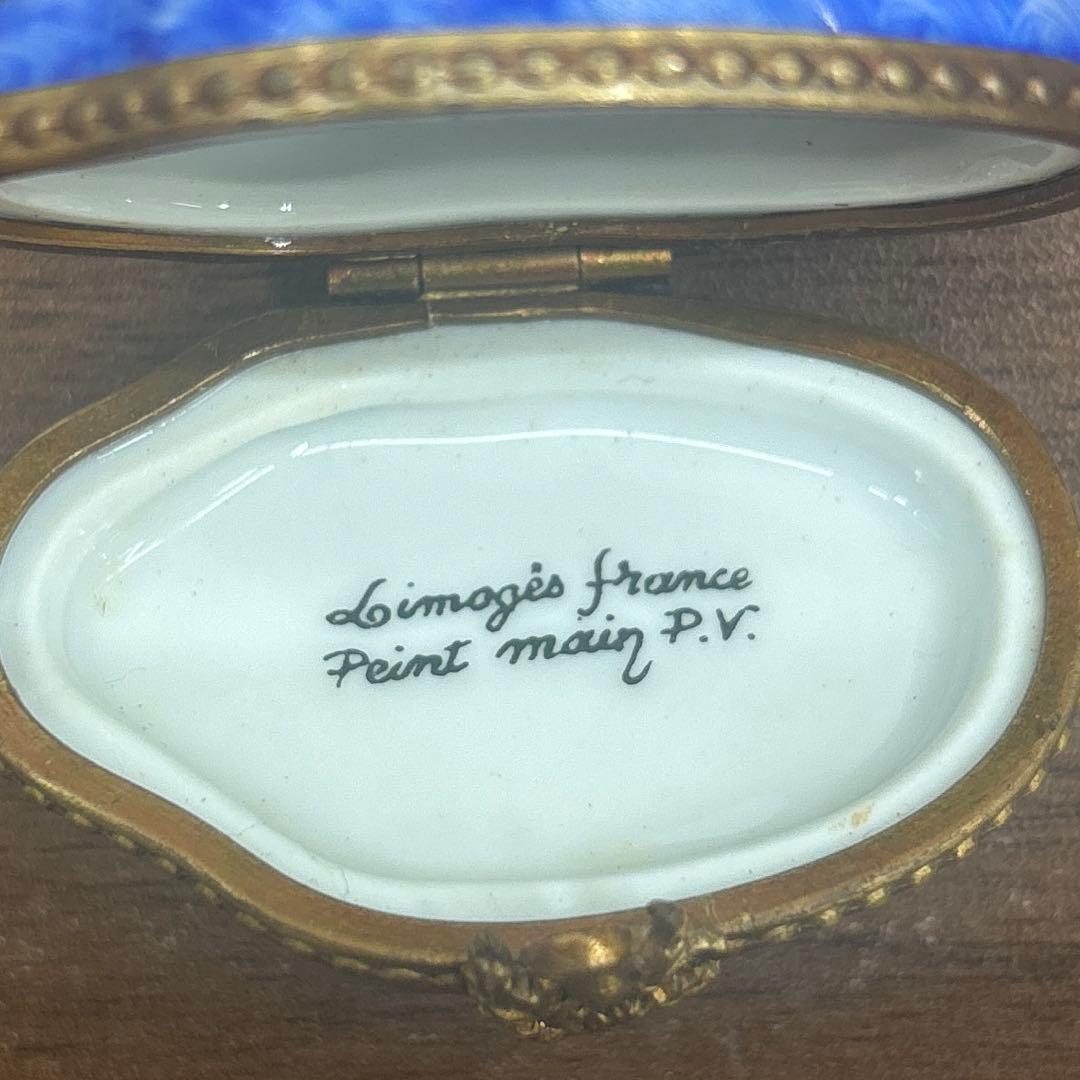 Limogès france
Peint main P.V.